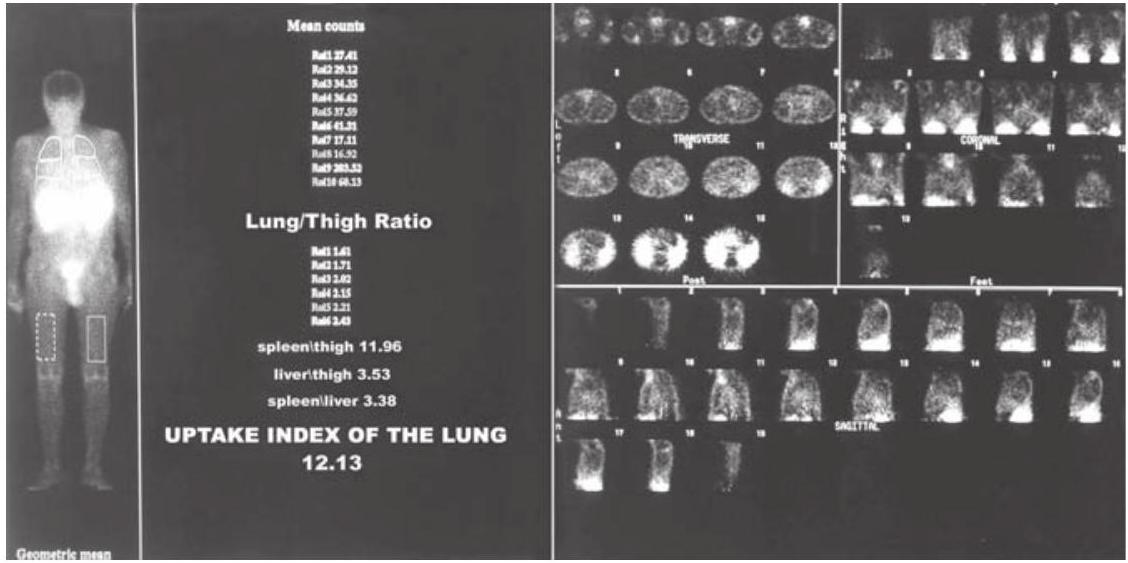 Mean counts
Roi1 27.41
Roi2 29.12
Roi3 34.35
Roi4 36.62
Roi5 37.59
Roi6 41.31
Roi7 17.11
Roi8 16.92
Roi9 203.52
Roi10 60.13
Lung/Thigh Ratio
Roi1 1.61
Roi2 1.71
Roi3 2.02
Roi4 2.15
Roi5 2.21
Roi6 2.43
spleen\thigh 11.96
liver\thigh 3.53
spleen\liver 3.38
UPTAKE INDEX OF THE LUNG
12.13
Geometric mean
Left
TRANSVERSE
Post
Right
CORONAL
Feet
Ant
SAGITTAL